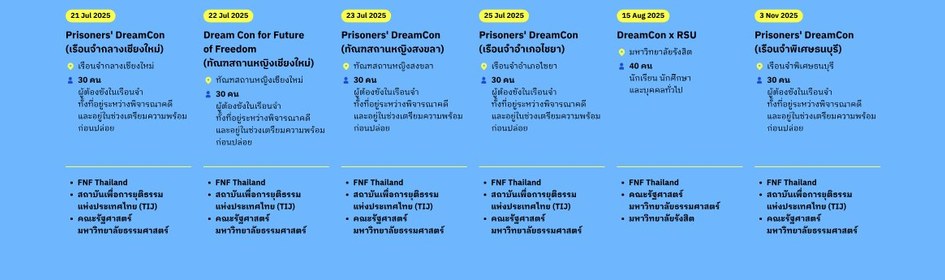 21 Jul 2025
Prisoners' DreamCon
(เรือนจำกลางเชียงใหม่)
เรือนจำกลางเชียงใหม่
30 คน
ผู้ต้องขังในเรือนจำ
ทั้งที่อยู่ระหว่างพิจารณาคดี
และอยู่ในช่วงเตรียมความพร้อม
ก่อนปล่อย
FNF Thailand
สถาบันเพื่อการยุติธรรม
แห่งประเทศไทย (TIJ)
คณะรัฐศาสตร์
มหาวิทยาลัยธรรมศาสตร์
22 Jul 2025
Dream Con for Future
of Freedom
(ทัณฑสถานหญิงเชียงใหม่)
ทัณฑสถานหญิงเชียงใหม่
30 คน
ผู้ต้องขังในเรือนจำ
ทั้งที่อยู่ระหว่างพิจารณาคดี
และอยู่ในช่วงเตรียมความพร้อม
ก่อนปล่อย
FNF Thailand
สถาบันเพื่อการยุติธรรม
แห่งประเทศไทย (TIJ)
คณะรัฐศาสตร์
มหาวิทยาลัยธรรมศาสตร์
23 Jul 2025
Prisoners' DreamCon
(ทัณฑสถานหญิงสงขลา)
ทัณฑสถานหญิงสงขลา
30 คน
ผู้ต้องขังในเรือนจำ
ทั้งที่อยู่ระหว่างพิจารณาคดี
และอยู่ในช่วงเตรียมความพร้อม
ก่อนปล่อย
FNF Thailand
สถาบันเพื่อการยุติธรรม
แห่งประเทศไทย (TIJ)
คณะรัฐศาสตร์
มหาวิทยาลัยธรรมศาสตร์
25 Jul 2025
Prisoners' DreamCon
(เรือนจำอำเภอไชยา)
เรือนจำอำเภอไชยา
30 คน
ผู้ต้องขังในเรือนจำ
ทั้งที่อยู่ระหว่างพิจารณาคดี
และอยู่ในช่วงเตรียมความพร้อม
ก่อนปล่อย
FNF Thailand
สถาบันเพื่อการยุติธรรม
แห่งประเทศไทย (TIJ)
คณะรัฐศาสตร์
มหาวิทยาลัยธรรมศาสตร์
15 Aug 2025
DreamCon x RSU
มหาวิทยาลัยรังสิต
40 คน
นักเรียน นักศึกษา
และบุคคลทั่วไป
FNF Thailand
คณะรัฐศาสตร์
มหาวิทยาลัยธรรมศาสตร์
มหาวิทยาลัยรังสิต
3 Nov 2025
Prisoners' DreamCon
(เรือนจำพิเศษธนบุรี)
เรือนจำพิเศษธนบุรี
30 คน
ผู้ต้องขังในเรือนจำ
ทั้งที่อยู่ระหว่างพิจารณาคดี
และอยู่ในช่วงเตรียมความพร้อม
ก่อนปล่อย
FNF Thailand
สถาบันเพื่อการยุติธรรม
แห่งประเทศไทย (TIJ)
คณะรัฐศาสตร์
มหาวิทยาลัยธรรมศาสตร์